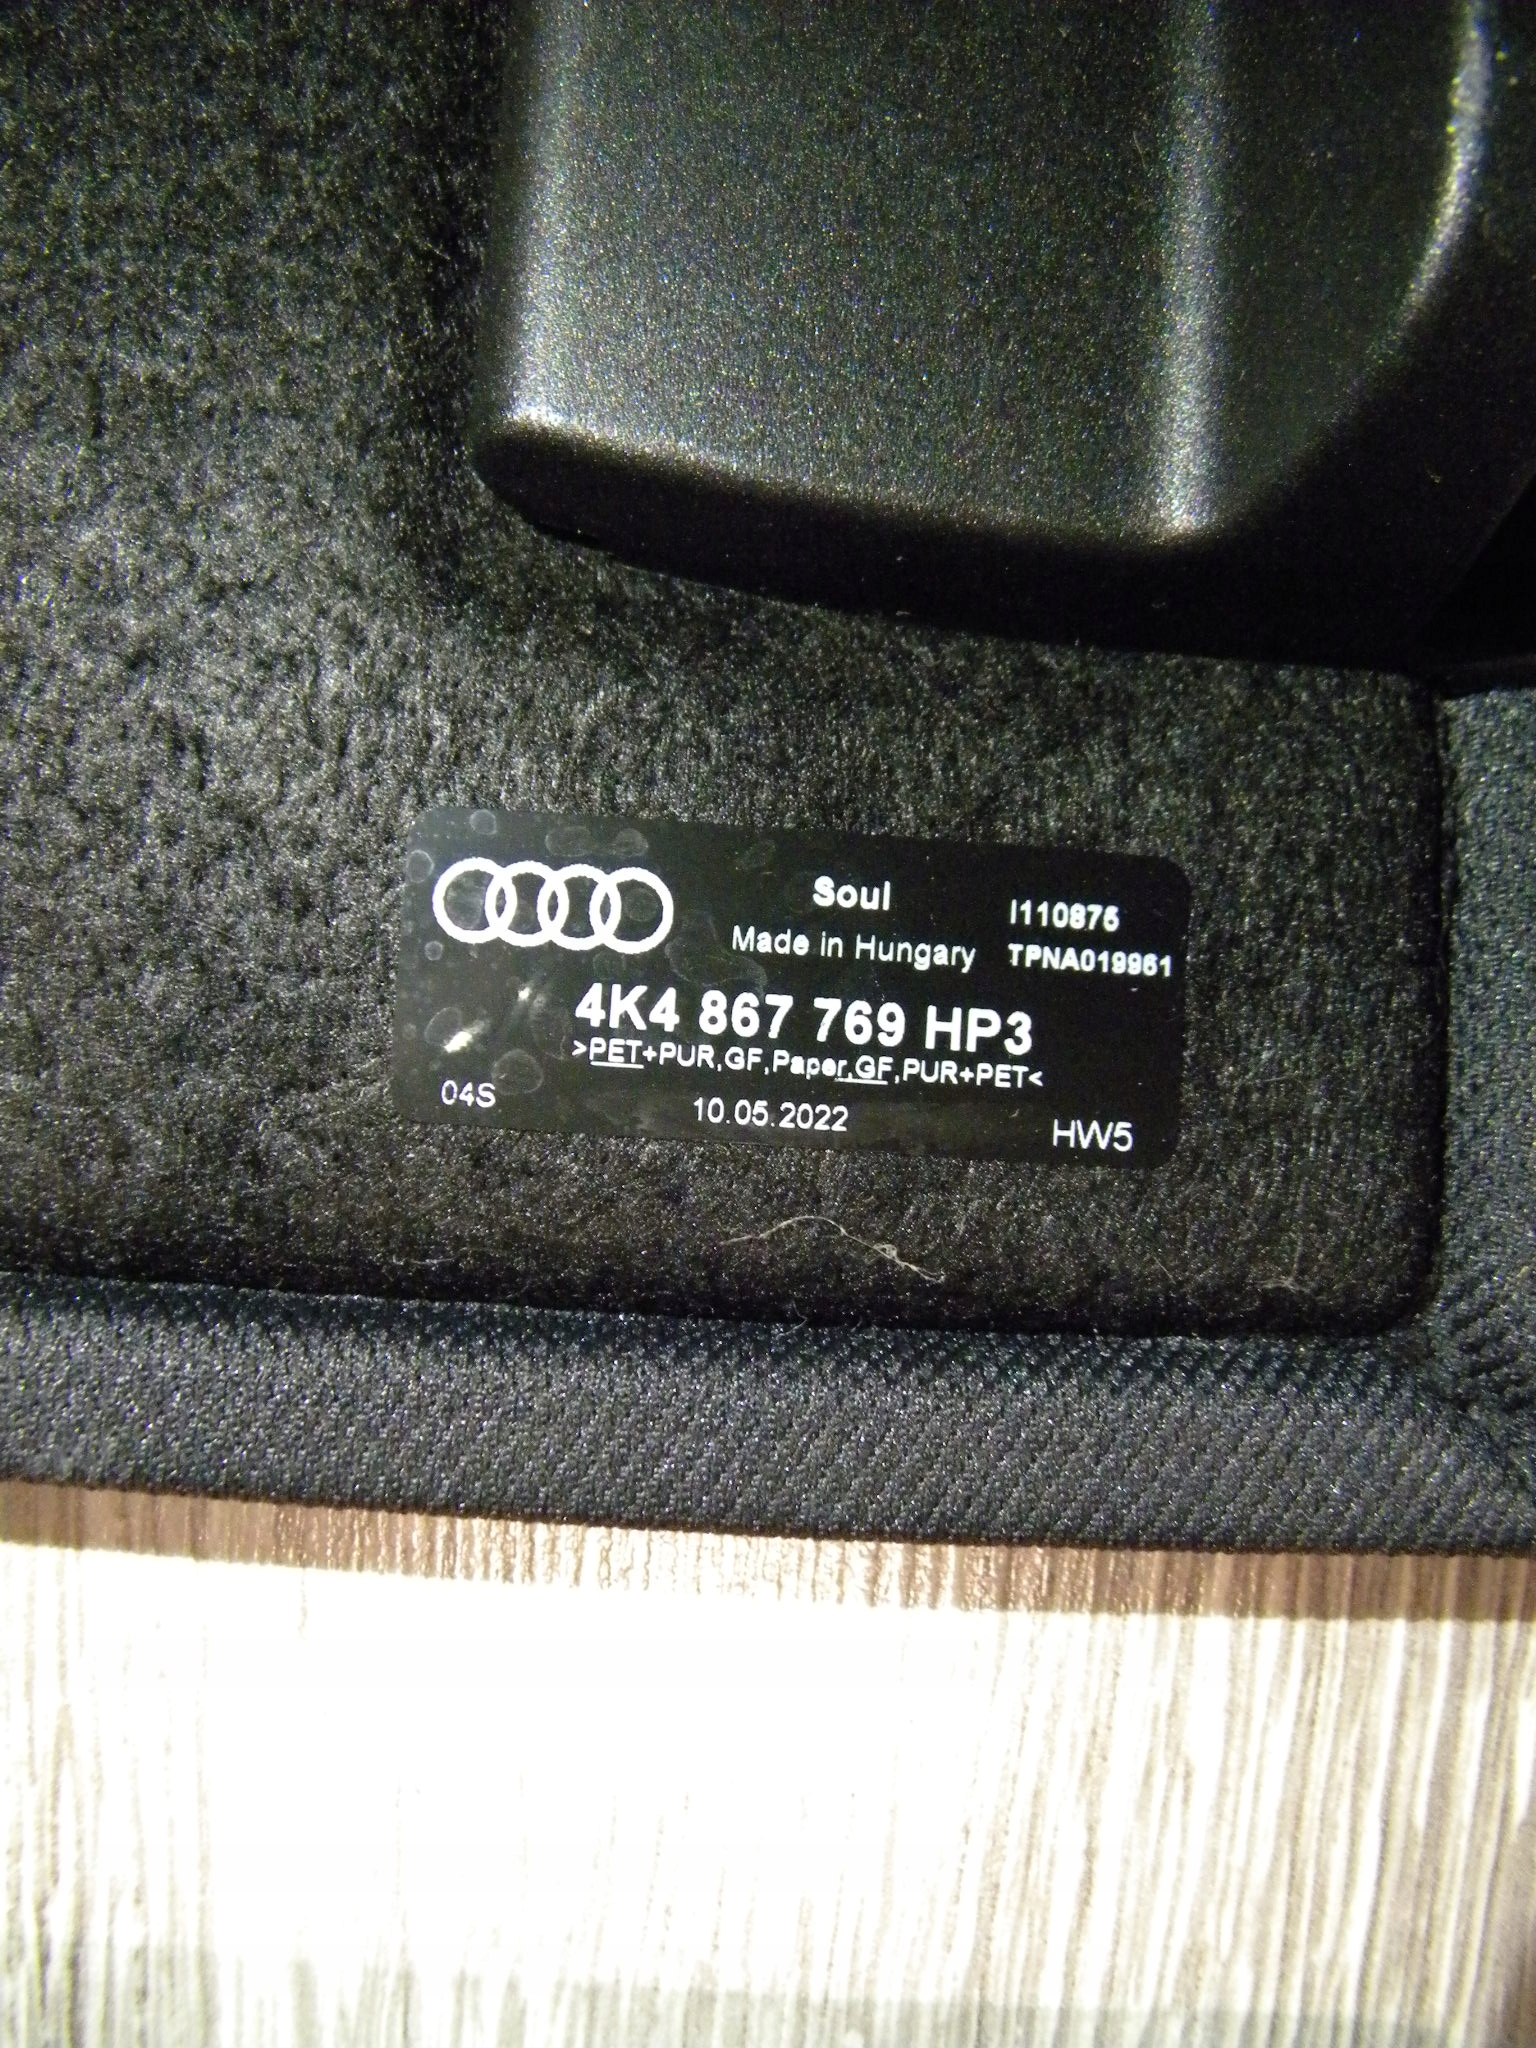 Soul I110875
Made in Hungary TPNA019961
4K4 867 769 HP3
>PET+PUR,GF,Paper,GF,PUR+PET<
04S 10.05.2022 HW5